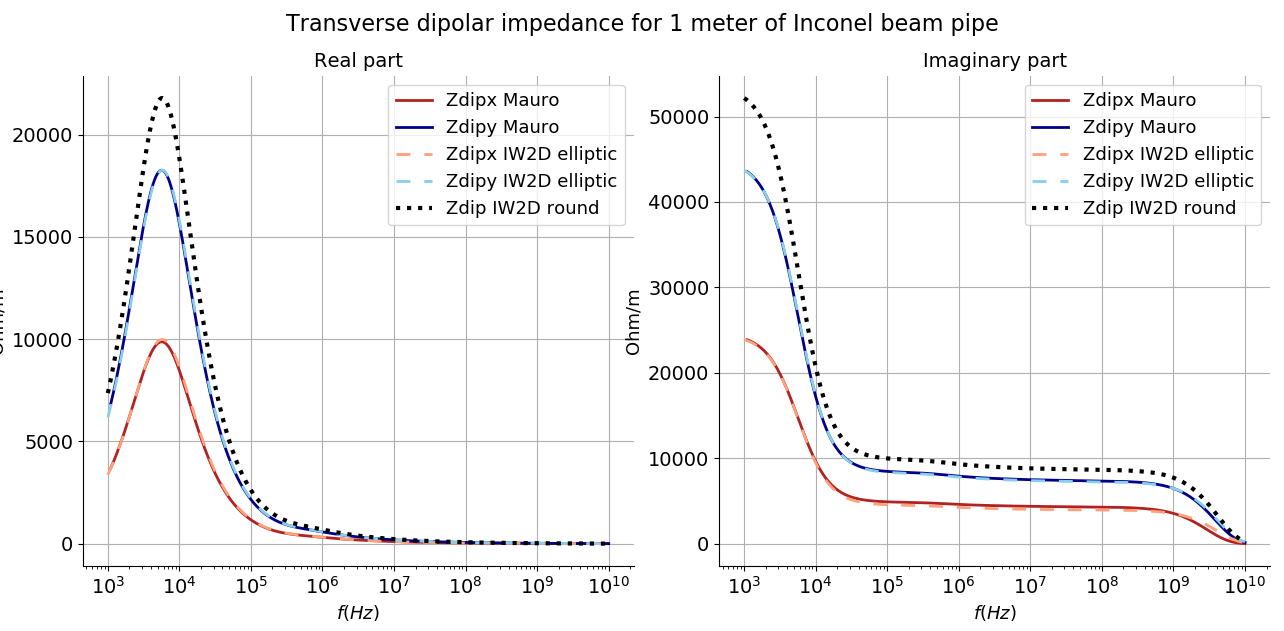 Transverse dipolar impedance for 1 meter of Inconel beam pipe
Real part
Zdipx Mauro
Zdipy Mauro
Zdipx IW2D elliptic
Zdipy IW2D elliptic
Zdip IW2D round
20000
15000
10000
5000
0
10³
10⁴
10⁵
10⁶
10⁷
10⁸
10⁹
10¹⁰
f(Hz)
Imaginary part
Zdipx Mauro
Zdipy Mauro
Zdipx IW2D elliptic
Zdipy IW2D elliptic
Zdip IW2D round
Ohm/m
50000
40000
30000
20000
10000
0
10³
10⁴
10⁵
10⁶
10⁷
10⁸
10⁹
10¹⁰
f(Hz)